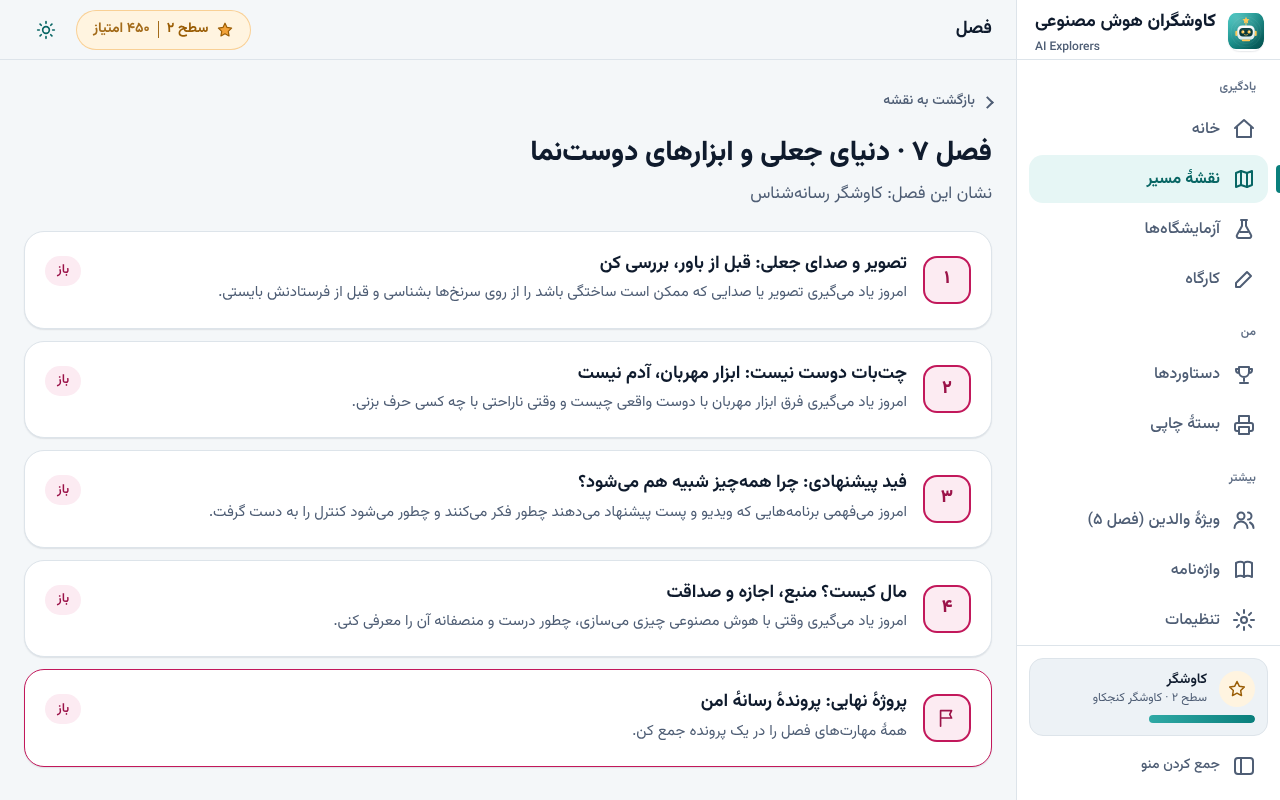 کاوشگران هوش مصنوعی
AI Explorers
یادگیری
خانه
نقشهٔ مسیر
آزمایشگاه‌ها
کارگاه
من
دستاوردها
بستهٔ چاپی
بیشتر
ویژهٔ والدین (فصل ۵)
واژه‌نامه
تنظیمات
کاوشگر
سطح ۲ · کاوشگر کنجکاو
جمع کردن منو
فصل
سطح ۲ | ۴۵۰ امتیاز
بازگشت به نقشه
فصل ۷ · دنیای جعلی و ابزارهای دوست‌نما
نشان این فصل: کاوشگر رسانه‌شناس
۱
تصویر و صدای جعلی: قبل از باور، بررسی کن
امروز یاد می‌گیری تصویر یا صدایی که ممکن است ساختگی باشد را از روی سرنخ‌ها بشناسی و قبل از فرستادنش بایستی.
باز
۲
چت‌بات دوست نیست: ابزار مهربان، آدم نیست
امروز یاد می‌گیری فرق ابزار مهربان با دوست واقعی چیست و وقتی ناراحتی با چه کسی حرف بزنی.
باز
۳
فید پیشنهادی: چرا همه‌چیز شبیه هم می‌شود؟
امروز می‌فهمی برنامه‌هایی که ویدیو و پست پیشنهاد می‌دهند چطور فکر می‌کنند و چطور می‌شود کنترل را به دست گرفت.
باز
۴
مال کیست؟ منبع، اجازه و صداقت
امروز یاد می‌گیری وقتی با هوش مصنوعی چیزی می‌سازی، چطور درست و منصفانه آن را معرفی کنی.
باز
پروژهٔ نهایی: پروندهٔ رسانهٔ امن
همهٔ مهارت‌های فصل را در یک پرونده جمع کن.
باز